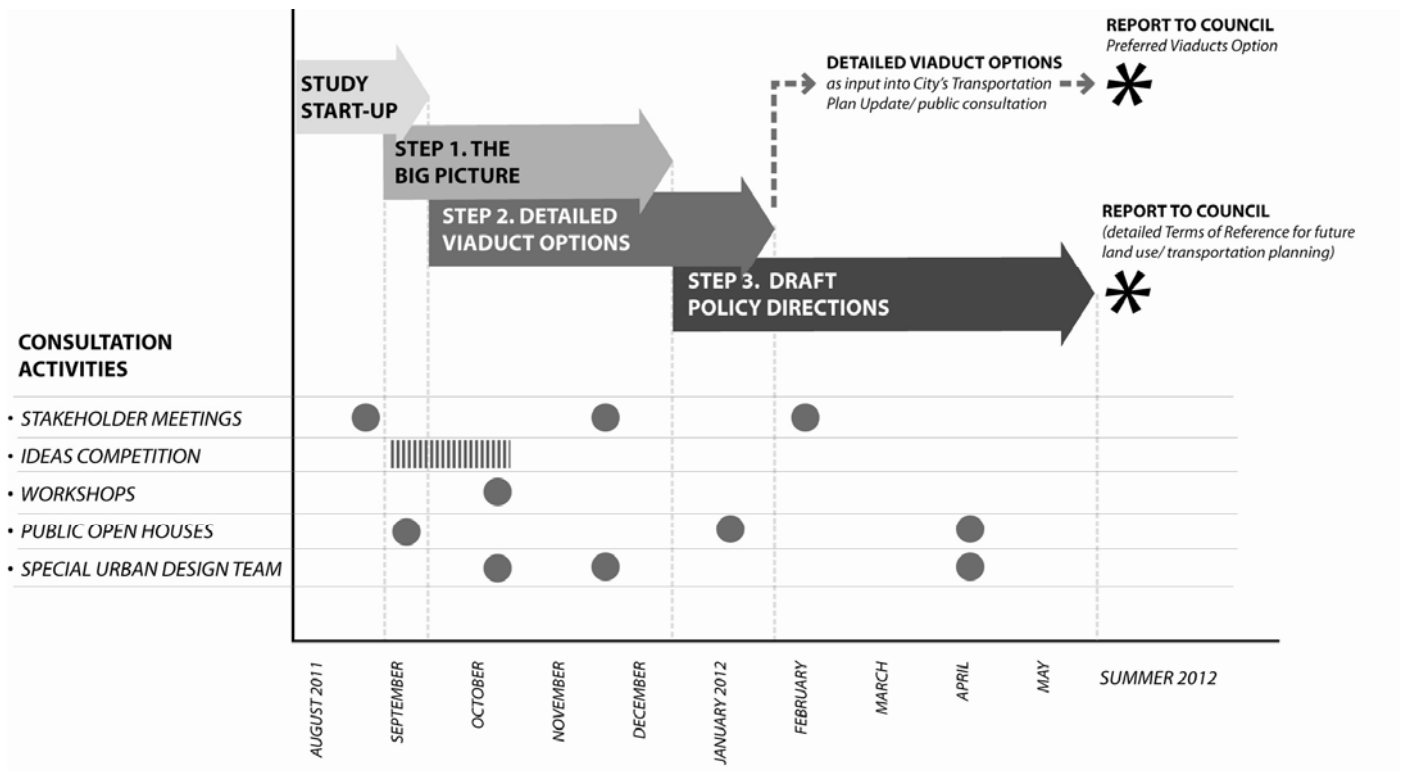 STUDY
START-UP
STEP 1. THE
BIG PICTURE
STEP 2. DETAILED
VIADUCT OPTIONS
STEP 3. DRAFT
POLICY DIRECTIONS
DETAILED VIADUCT OPTIONS
as input into City's Transportation
Plan Update/ public consultation
REPORT TO COUNCIL
Preferred Viaducts Option
*
REPORT TO COUNCIL
(detailed Terms of Reference for future
land use/ transportation planning)
*
CONSULTATION
ACTIVITIES
• STAKEHOLDER MEETINGS
• IDEAS COMPETITION
• WORKSHOPS
• PUBLIC OPEN HOUSES
• SPECIAL URBAN DESIGN TEAM
AUGUST 2011
SEPTEMBER
OCTOBER
NOVEMBER
DECEMBER
JANUARY 2012
FEBRUARY
MARCH
APRIL
MAY
SUMMER 2012